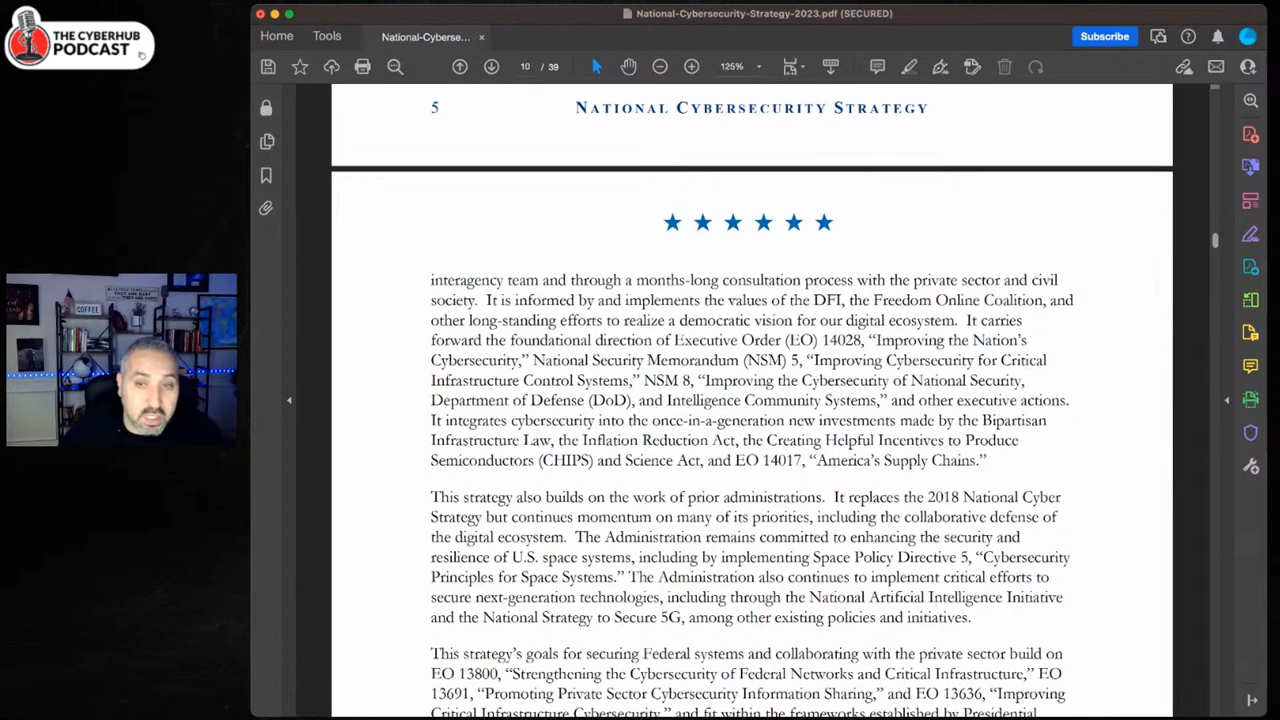 THE CYBERHUB
PODCAST
National-Cybersecurity-Strategy-2023.pdf (SECURED)
Home
Tools
National-Cyberse...
Subscribe
10 / 39
125%
5
NATIONAL CYBERSECURITY STRATEGY
interagency team and through a months-long consultation process with the private sector and civil
society. It is informed by and implements the values of the DFI, the Freedom Online Coalition, and
other long-standing efforts to realize a democratic vision for our digital ecosystem. It carries
forward the foundational direction of Executive Order (EO) 14028, “Improving the Nation’s
Cybersecurity,” National Security Memorandum (NSM) 5, “Improving Cybersecurity for Critical
Infrastructure Control Systems,” NSM 8, “Improving the Cybersecurity of National Security,
Department of Defense (DoD), and Intelligence Community Systems,” and other executive actions.
It integrates cybersecurity into the once-in-a-generation new investments made by the Bipartisan
Infrastructure Law, the Inflation Reduction Act, the Creating Helpful Incentives to Produce
Semiconductors (CHIPS) and Science Act, and EO 14017, “America’s Supply Chains.”
This strategy also builds on the work of prior administrations. It replaces the 2018 National Cyber
Strategy but continues momentum on many of its priorities, including the collaborative defense of
the digital ecosystem. The Administration remains committed to enhancing the security and
resilience of U.S. space systems, including by implementing Space Policy Directive 5, “Cybersecurity
Principles for Space Systems.” The Administration also continues to implement critical efforts to
secure next-generation technologies, including through the National Artificial Intelligence Initiative
and the National Strategy to Secure 5G, among other existing policies and initiatives.
This strategy’s goals for securing Federal systems and collaborating with the private sector build on
EO 13800, “Strengthening the Cybersecurity of Federal Networks and Critical Infrastructure,” EO
13691, “Promoting Private Sector Cybersecurity Information Sharing,” and EO 13636, “Improving
Critical Infrastructure Cybersecurity,” and fit within the frameworks established by Presidential
COFFEE